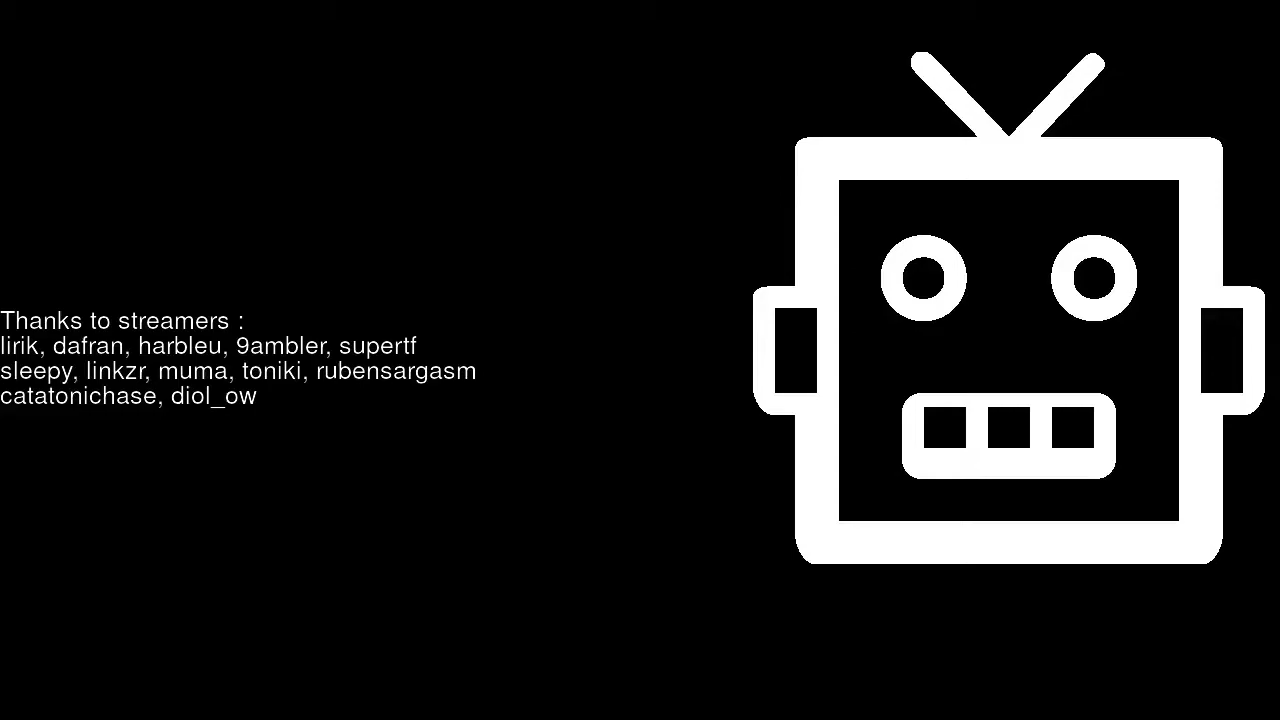 Thanks to streamers :
lirik, dafran, harbleu, 9ambler, supertf
sleepy, linkzr, muma, toniki, rubensargasm
catatonichase, diol_ow